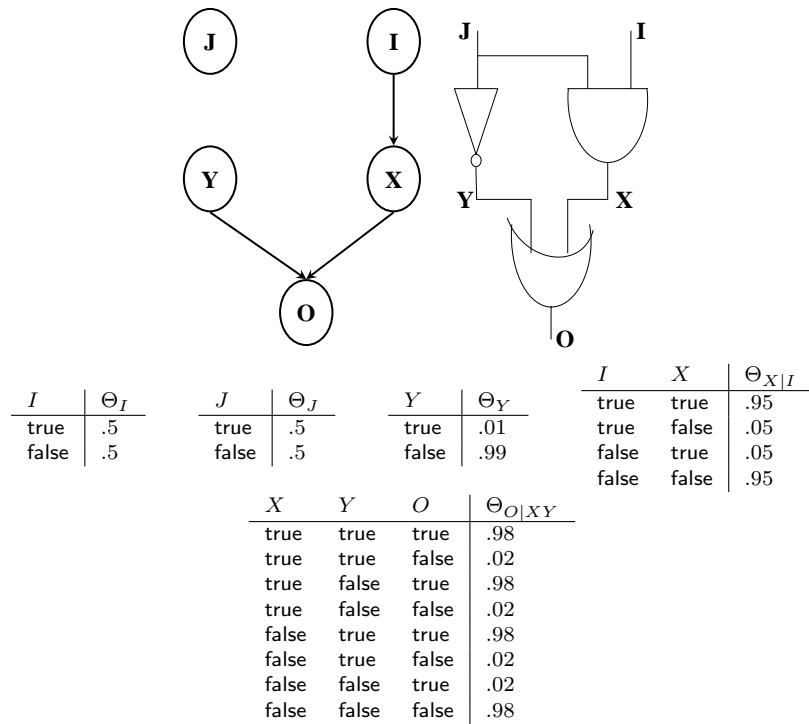 J I J I
Y X Y X
O O
I Θ_I
true .5
false .5
J Θ_J
true .5
false .5
Y Θ_Y
true .01
false .99
I X Θ_{X|I}
true true .95
true false .05
false true .05
false false .95
X Y O Θ_{O|XY}
true true true .98
true true false .02
true false true .98
true false false .02
false true true .98
false true false .02
false false true .02
false false false .98